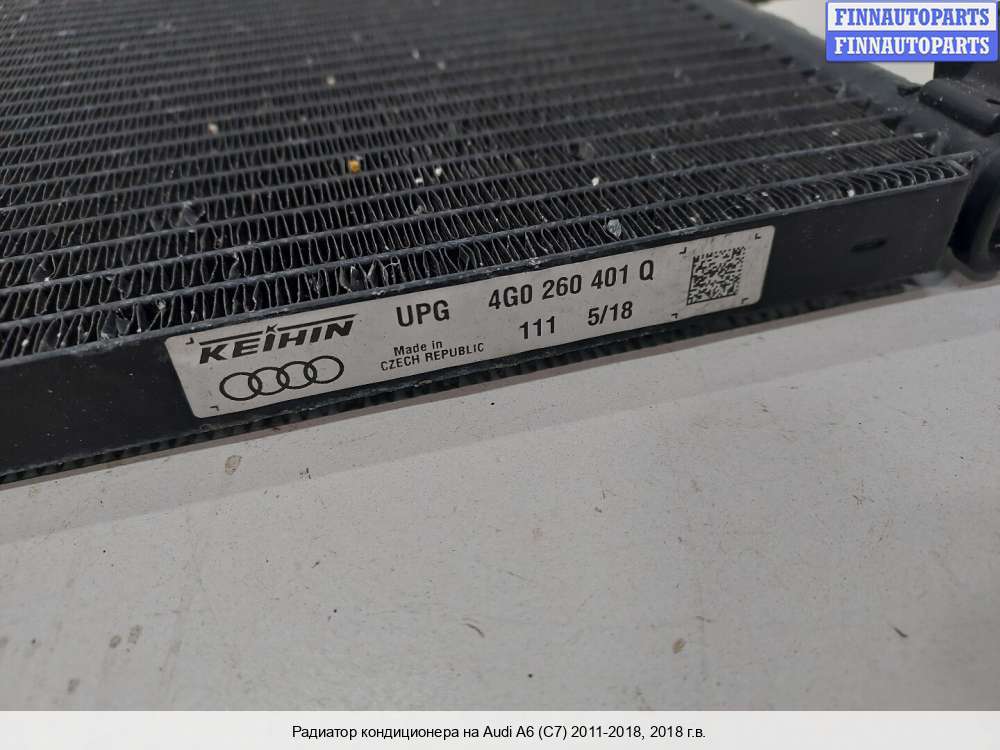 FINNAUTOPARTS
FINNAUTOPARTS
KEIHIN
UPG 4G0 260 401 Q
Made in
CZECH REPUBLIC
111 5/18
Радиатор кондиционера на Audi A6 (C7) 2011-2018, 2018 г.в.